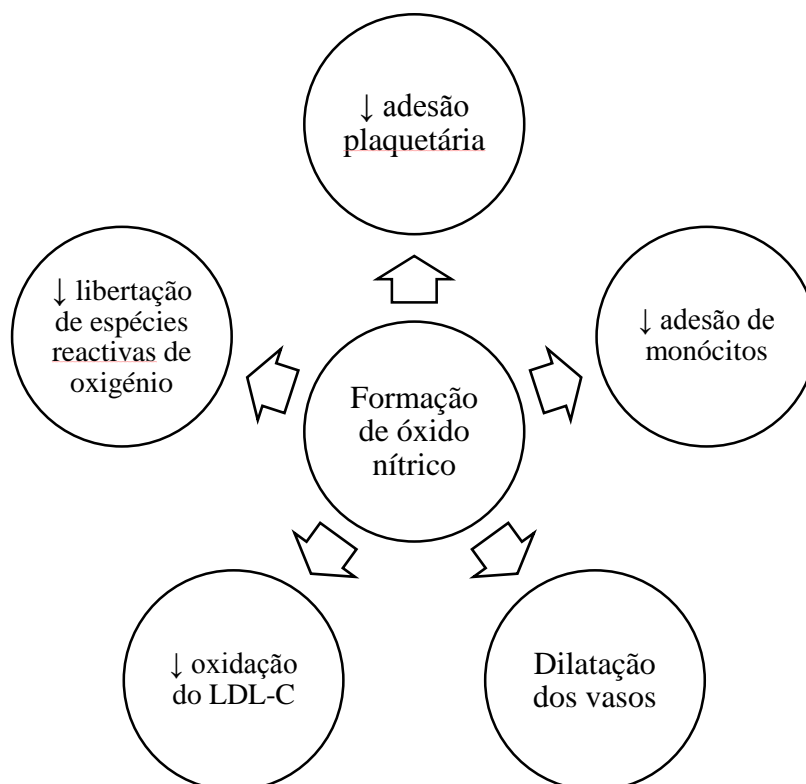 ↓ adesão
plaquetária
↓ libertação
de espécies
reactivas de
oxigénio
↓ adesão de
monócitos
Formação
de óxido
nítrico
↓ oxidação
do LDL-C
Dilatação
dos vasos